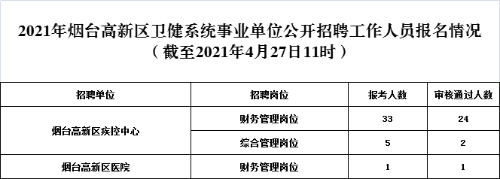 2021年烟台高新区卫健系统事业单位公开招聘工作人员报名情况
（截至2021年4月27日11时）
招聘单位 招聘岗位 报考人数 审核通过人数
烟台高新区疾控中心 财务管理岗位 33 24
综合管理岗位 5 2
烟台高新区医院 财务管理岗位 1 1